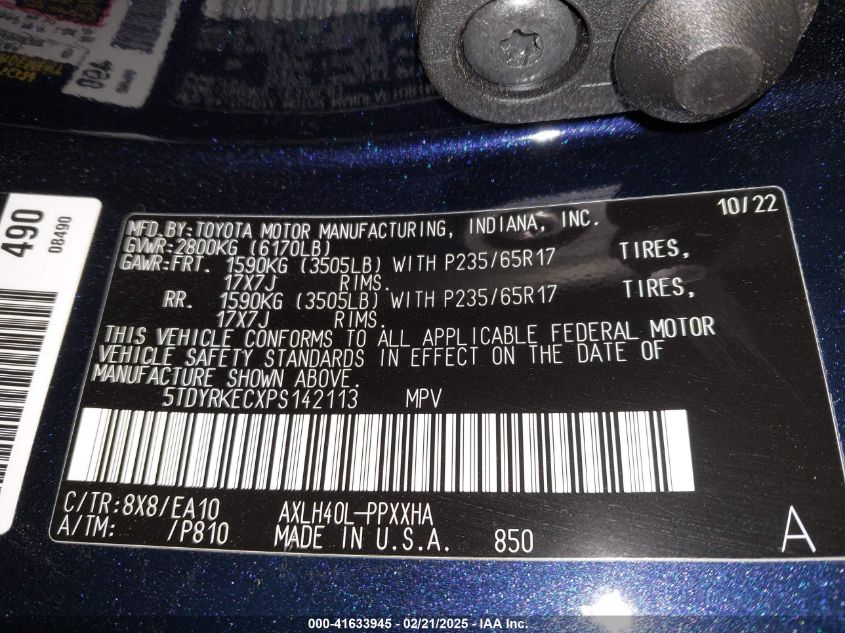 490
08490
10/22
MFD.BY:TOYOTA MOTOR MANUFACTURING, INDIANA, INC.
GVWR:2800KG (6170LB)
GAWR:FRT. 1590KG (3505LB) WITH P235/65R17 TIRES,
17X7J RIMS.
RR. 1590KG (3505LB) WITH P235/65R17 TIRES,
17X7J RIMS.
THIS VEHICLE CONFORMS TO ALL APPLICABLE FEDERAL MOTOR
VEHICLE SAFETY STANDARDS IN EFFECT ON THE DATE OF
MANUFACTURE SHOWN ABOVE.
5TDYRKECXPS142113 MPV
C/TR:8X8/EA10 AXLH40L-PPXXHA
A/TM: /P810 MADE IN U.S.A. 850 A
000-41633945 - 02/21/2025 - IAA Inc.